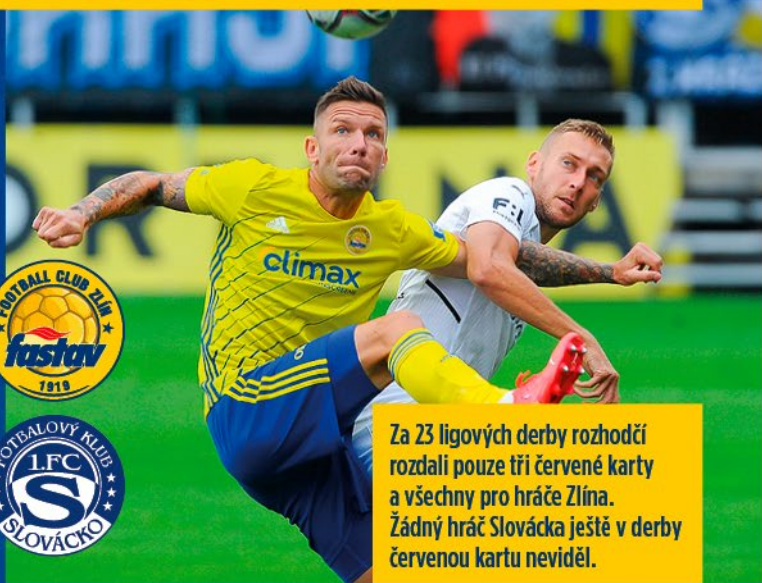 climax
F:L
FOOTBALL CLUB ZLÍN
fastav
1919
FOTBALOVÝ KLUB
1.FC
S
SLOVÁCKO
Za 23 ligových derby rozhodčí
rozdali pouze tři červené karty
a všechny pro hráče Zlína.
Žádný hráč Slovácka ještě v derby
červenou kartu neviděl.